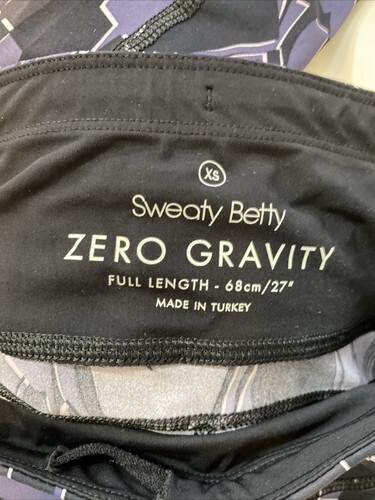 XS
Sweaty Betty
ZERO GRAVITY
FULL LENGTH - 68cm/27"
MADE IN TURKEY